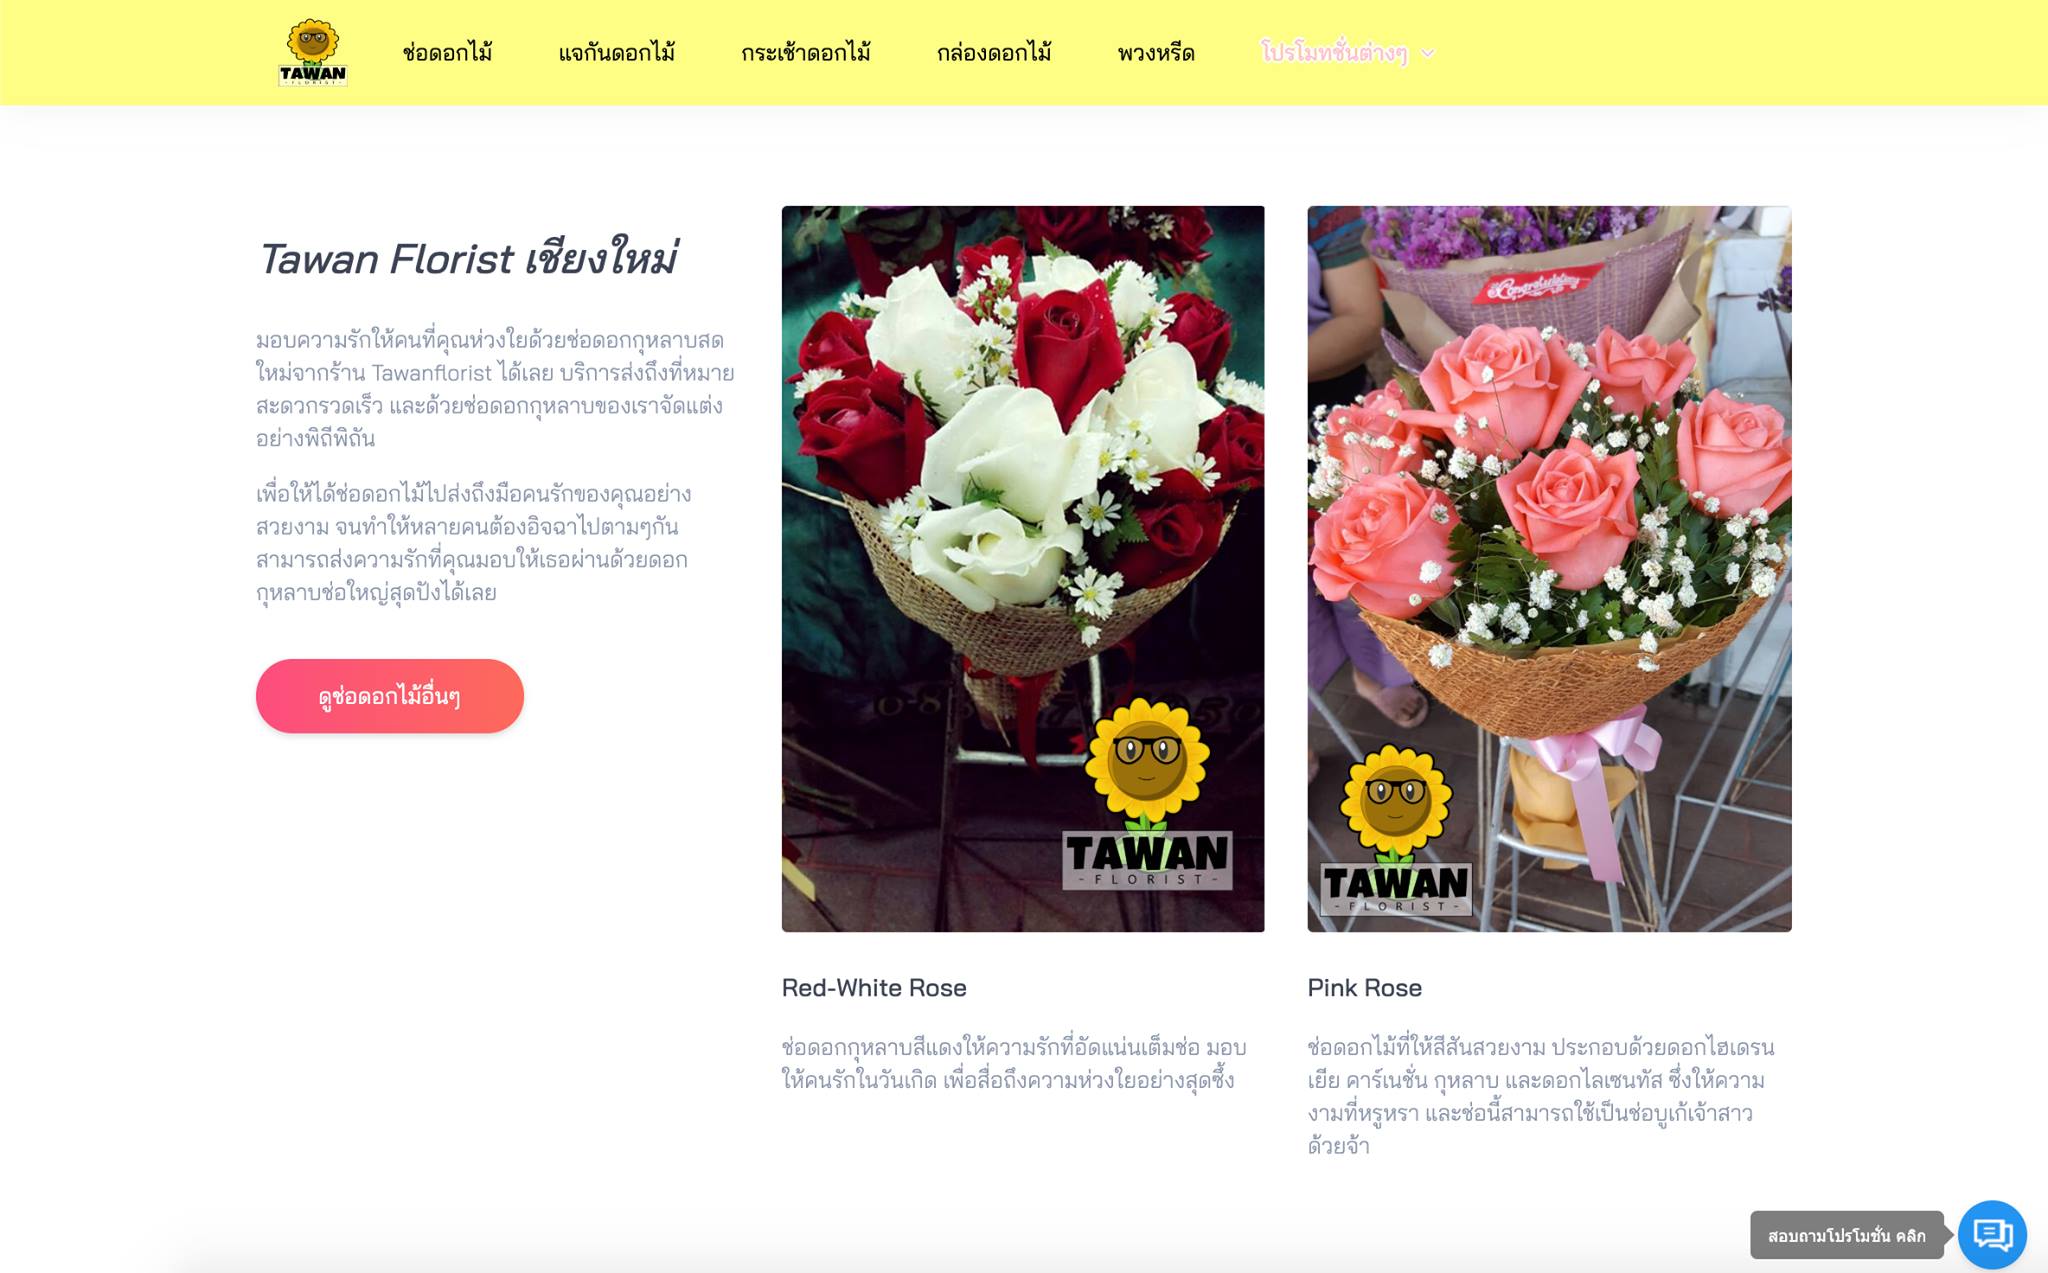 TAWAN
- FLORIST -
ช่อดอกไม้
แจกันดอกไม้
กระเช้าดอกไม้
กล่องดอกไม้
พวงหรีด
โปรโมทชั่นต่างๆ
Tawan Florist เชียงใหม่
มอบความรักให้คนที่คุณห่วงใยด้วยช่อดอกกุหลาบสด
ใหม่จากร้าน Tawanflorist ได้เลย บริการส่งถึงที่หมาย
สะดวกรวดเร็ว และด้วยช่อดอกกุหลาบของเราจัดแต่ง
อย่างพิถีพิถัน
เพื่อให้ได้ช่อดอกไม้ไปส่งถึงมือคนรักของคุณอย่าง
สวยงาม จนทำให้หลายคนต้องอิจฉาไปตามๆกัน
สามารถส่งความรักที่คุณมอบให้เธอผ่านด้วยดอก
กุหลาบช่อใหญ่สุดปังได้เลย
ดูช่อดอกไม้อื่นๆ
TAWAN
- FLORIST -
Congratulations
TAWAN
- FLORIST -
Red-White Rose
ช่อดอกกุหลาบสีแดงให้ความรักที่อัดแน่นเต็มช่อ มอบ
ให้คนรักในวันเกิด เพื่อสื่อถึงความห่วงใยอย่างสุดซึ้ง
Pink Rose
ช่อดอกไม้ที่ให้สีสันสวยงาม ประกอบด้วยดอกไฮเดรน
เยีย คาร์เนชั่น กุหลาบ และดอกไลเซนทัส ซึ่งให้ความ
งามที่หรูหรา และช่อนี้สามารถใช้เป็นช่อบูเก้เจ้าสาว
ด้วยจ้า
สอบถามโปรโมชั่น คลิก